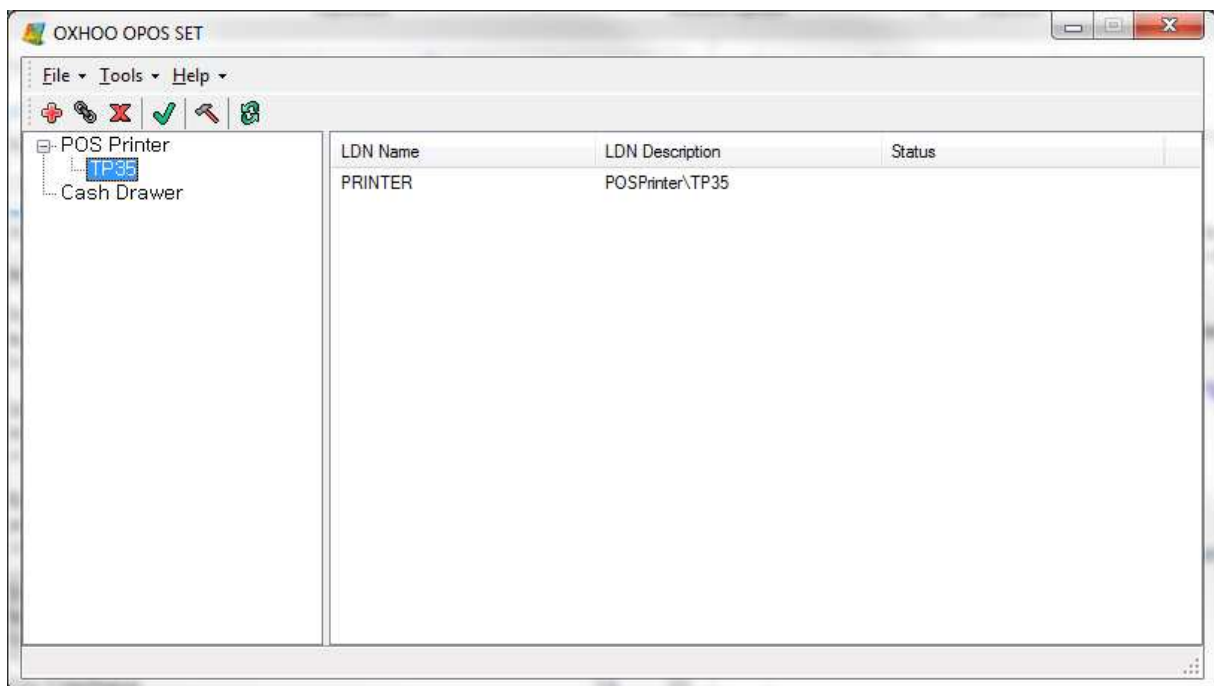 OXHOO OPOS SET
File Tools Help
POS Printer
TP35
Cash Drawer
LDN Name LDN Description Status
PRINTER POSPrinter\TP35